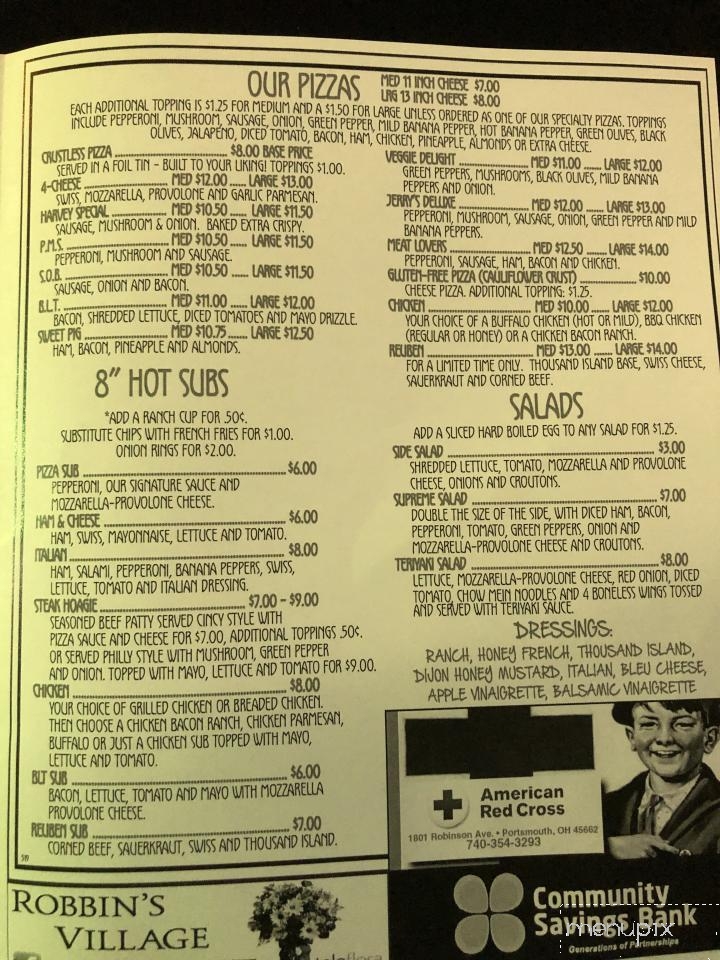 OUR PIZZAS
MED 11 INCH CHEESE $7.00
LRG 13 INCH CHEESE $8.00
EACH ADDITIONAL TOPPING IS $1.25 FOR MEDIUM AND A $1.50 FOR LARGE UNLESS ORDERED AS ONE OF OUR SPECIALTY PIZZAS. TOPPINGS
INCLUDE PEPPERONI, MUSHROOM, SAUSAGE, ONION, GREEN PEPPER, MILD BANANA PEPPER, HOT BANANA PEPPER, GREEN OLIVES, BLACK
OLIVES, JALAPENO, DICED TOMATO, BACON, HAM, CHICKEN, PINEAPPLE, ALMONDS OR EXTRA CHEESE.
CRUSTLESS PIZZA ........ $8.00 BASE PRICE
SERVED IN A FOIL TIN - BUILT TO YOUR LIKING! TOPPINGS $1.00.
4-CHEESE ........ MED $12.00 ...... LARGE $13.00
SWISS, MOZZARELLA, PROVOLONE AND GARLIC PARMESAN.
HARVEY SPECIAL ........ MED $10.50 ...... LARGE $11.50
SAUSAGE, MUSHROOM & ONION. BAKED EXTRA CRISPY.
P.M.S. ........ MED $10.50 ...... LARGE $11.50
PEPPERONI, MUSHROOM AND SAUSAGE.
S.O.B. ........ MED $10.50 ...... LARGE $11.50
SAUSAGE, ONION AND BACON.
B.L.T. ........ MED $11.00 ...... LARGE $12.00
BACON, SHREDDED LETTUCE, DICED TOMATOES AND MAYO DRIZZLE.
SWEET PIG ........ MED $10.75 ...... LARGE $12.50
HAM, BACON, PINEAPPLE AND ALMONDS.
8" HOT SUBS
*ADD A RANCH CUP FOR .50¢.
SUBSTITUTE CHIPS WITH FRENCH FRIES FOR $1.00.
ONION RINGS FOR $2.00.
PIZZA SUB ........ $6.00
PEPPERONI, OUR SIGNATURE SAUCE AND
MOZZARELLA-PROVOLONE CHEESE.
HAM & CHEESE ........ $6.00
HAM, SWISS, MAYONNAISE, LETTUCE AND TOMATO.
ITALIAN ........ $8.00
HAM, SALAMI, PEPPERONI, BANANA PEPPERS, SWISS,
LETTUCE, TOMATO AND ITALIAN DRESSING.
STEAK HOAGIE ........ $7.00 - $9.00
SEASONED BEEF PATTY SERVED CINCY STYLE WITH
PIZZA SAUCE AND CHEESE FOR $7.00, ADDITIONAL TOPPINGS .50¢.
OR SERVED PHILLY STYLE WITH MUSHROOM, GREEN PEPPER
AND ONION. TOPPED WITH MAYO, LETTUCE AND TOMATO FOR $9.00.
CHICKEN ........ $8.00
YOUR CHOICE OF GRILLED CHICKEN OR BREADED CHICKEN.
THEN CHOOSE A CHICKEN BACON RANCH, CHICKEN PARMESAN,
BUFFALO OR JUST A CHICKEN SUB TOPPED WITH MAYO,
LETTUCE AND TOMATO.
BLT SUB ........ $6.00
BACON, LETTUCE, TOMATO AND MAYO WITH MOZZARELLA
PROVOLONE CHEESE.
REUBEN SUB ........ $7.00
CORNED BEEF, SAUERKRAUT, SWISS AND THOUSAND ISLAND.
VEGGIE DELIGHT ........ MED $11.00 ...... LARGE $12.00
GREEN PEPPERS, MUSHROOMS, BLACK OLIVES, MILD BANANA
PEPPERS AND ONION.
JERRY'S DELUXE ........ MED $12.00 ...... LARGE $13.00
PEPPERONI, MUSHROOM, SAUSAGE, ONION, GREEN PEPPER AND MILD
BANANA PEPPERS.
MEAT LOVERS ........ MED $12.50 ...... LARGE $14.00
PEPPERONI, SAUSAGE, HAM, BACON AND CHICKEN.
GLUTEN-FREE PIZZA (CAULIFLOWER CRUST) ........ $10.00
CHEESE PIZZA. ADDITIONAL TOPPING: $1.25.
CHICKEN ........ MED $10.00 ...... LARGE $12.00
YOUR CHOICE OF A BUFFALO CHICKEN (HOT OR MILD), BBQ CHICKEN
(REGULAR OR HONEY) OR A CHICKEN BACON RANCH.
REUBEN ........ MED $13.00 ...... LARGE $14.00
FOR A LIMITED TIME ONLY. THOUSAND ISLAND BASE, SWISS CHEESE,
SAUERKRAUT AND CORNED BEEF.
SALADS
ADD A SLICED HARD BOILED EGG TO ANY SALAD FOR $1.25.
SIDE SALAD ........ $3.00
SHREDDED LETTUCE, TOMATO, MOZZARELLA AND PROVOLONE
CHEESE, ONIONS AND CROUTONS.
SUPREME SALAD ........ $7.00
DOUBLE THE SIZE OF THE SIDE, WITH DICED HAM, BACON,
PEPPERONI, TOMATO, GREEN PEPPERS, ONION AND
MOZZARELLA-PROVOLONE CHEESE AND CROUTONS.
TERIYAKI SALAD ........ $8.00
LETTUCE, MOZZARELLA-PROVOLONE CHEESE, RED ONION, DICED
TOMATO, CHOW MEIN NOODLES AND 4 BONELESS WINGS TOSSED
AND SERVED WITH TERIYAKI SAUCE.
DRESSINGS:
RANCH, HONEY FRENCH, THOUSAND ISLAND,
DIJON HONEY MUSTARD, ITALIAN, BLEU CHEESE,
APPLE VINAIGRETTE, BALSAMIC VINAIGRETTE
American
Red Cross
1801 Robinson Ave. • Portsmouth, OH 45662
740-354-3293
ROBBIN'S
VILLAGE
teleflora
Community
Savings Bank
Generations of Partnerships
menupix